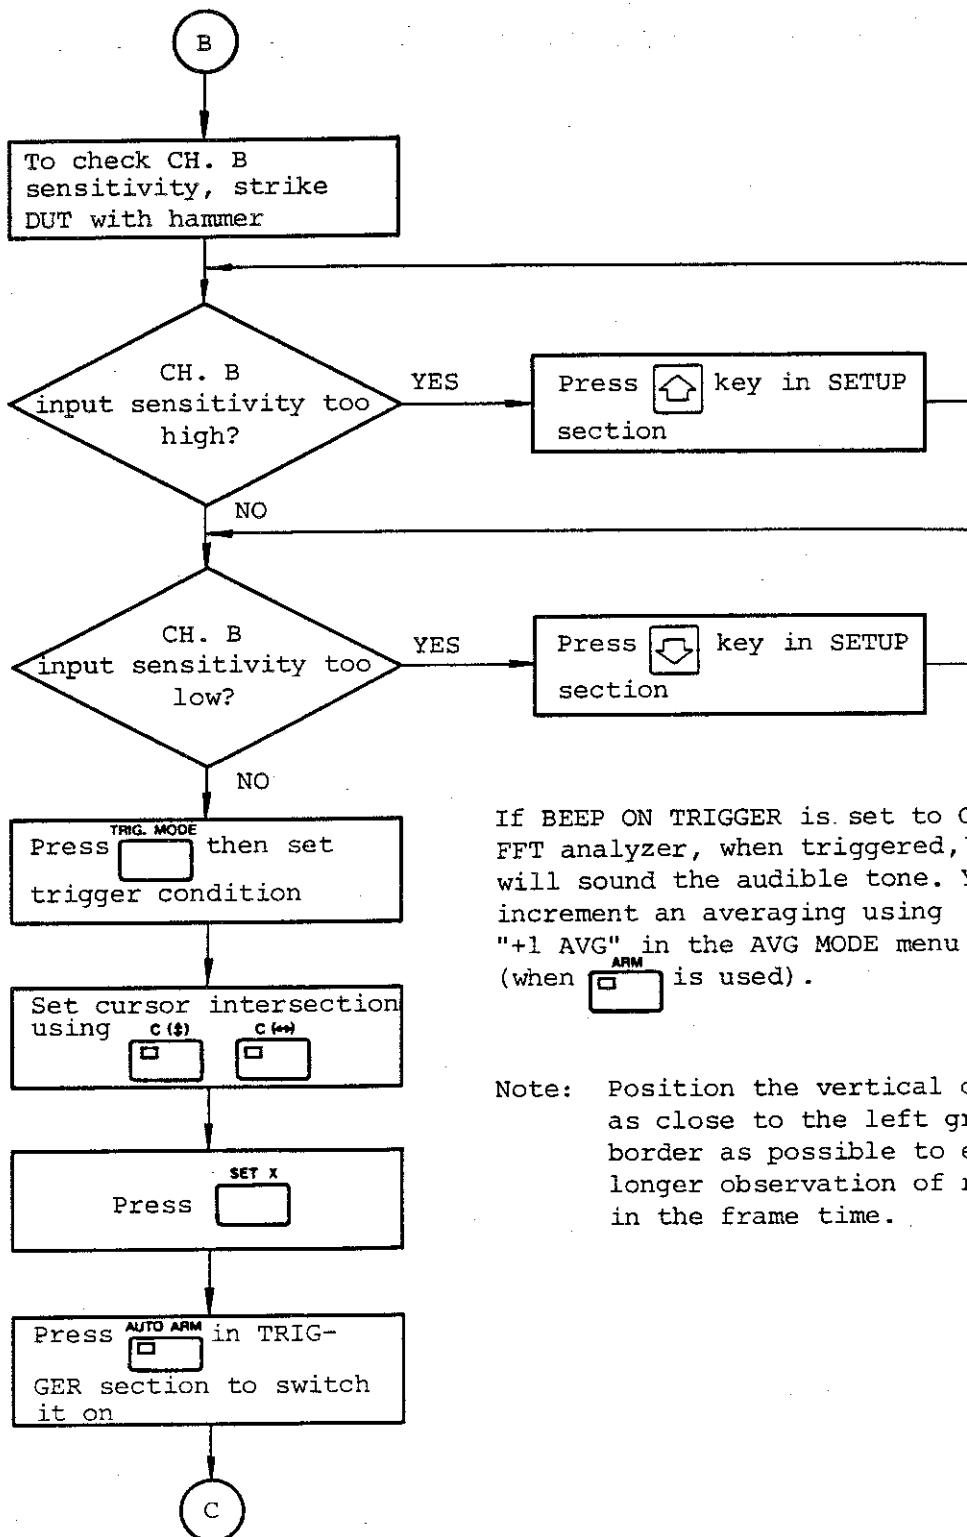 B
To check CH. B
sensitivity, strike
DUT with hammer
CH. B
input sensitivity too
high?
YES
Press key in SETUP
section
NO
CH. B
input sensitivity too
low?
YES
Press key in SETUP
section
NO
TRIG. MODE
Press then set
trigger condition
Set cursor intersection
using C (↕) C (↔)
SET X
Press
Press AUTO ARM in TRIG-
GER section to switch
it on
C
If BEEP ON TRIGGER is set to
FFT analyzer, when triggered,
will sound the audible tone.
increment an averaging using
"+1 AVG" in the AVG MODE menu
ARM
(when is used).
Note: Position the vertical
as close to the left
border as possible to
longer observation of
in the frame time.